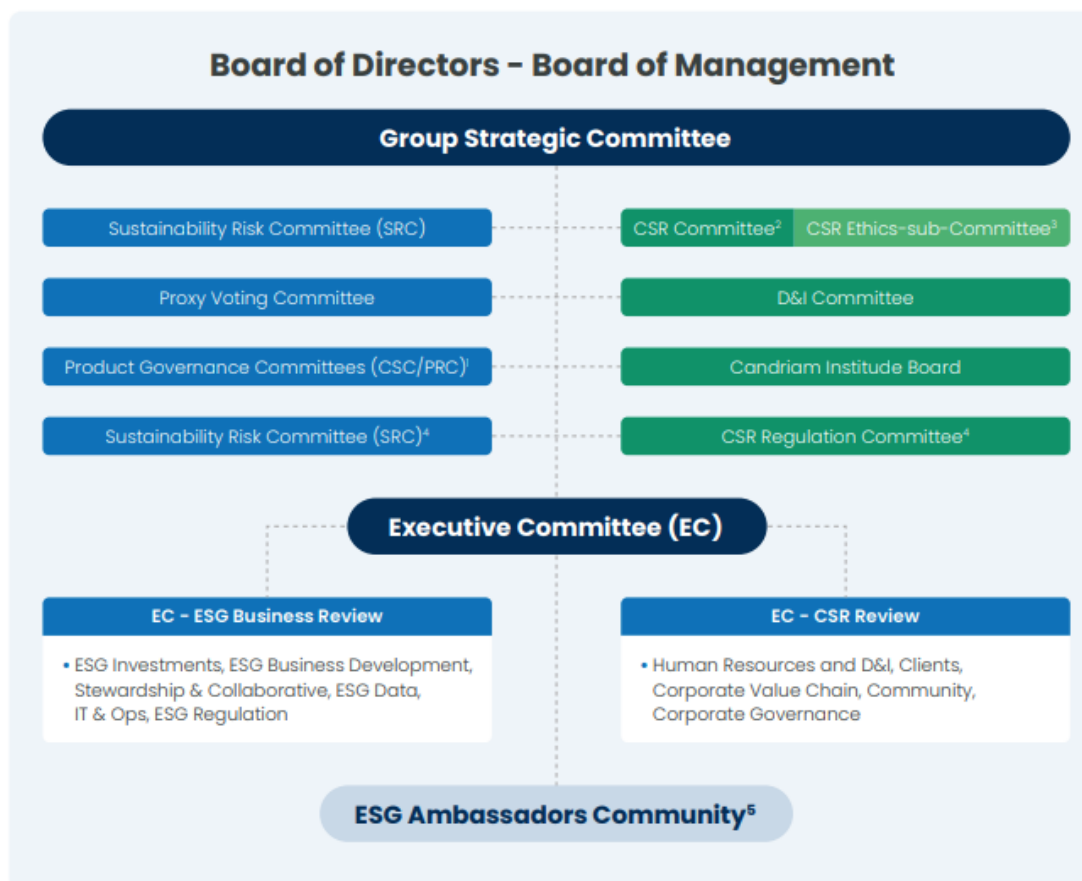 Board of Directors - Board of Management
Group Strategic Committee
Sustainability Risk Committee (SRC)
CSR Committee²
CSR Ethics-sub-Committee³
Proxy Voting Committee
D&I Committee
Product Governance Committees (CSC/PRC)¹
Candriam Institude Board
Sustainability Risk Committee (SRC)⁴
CSR Regulation Committee⁴
Executive Committee (EC)
EC - ESG Business Review
• ESG Investments, ESG Business Development,
Stewardship & Collaborative, ESG Data,
IT & Ops, ESG Regulation
EC - CSR Review
• Human Resources and D&I, Clients,
Corporate Value Chain, Community,
Corporate Governance
ESG Ambassadors Community⁵